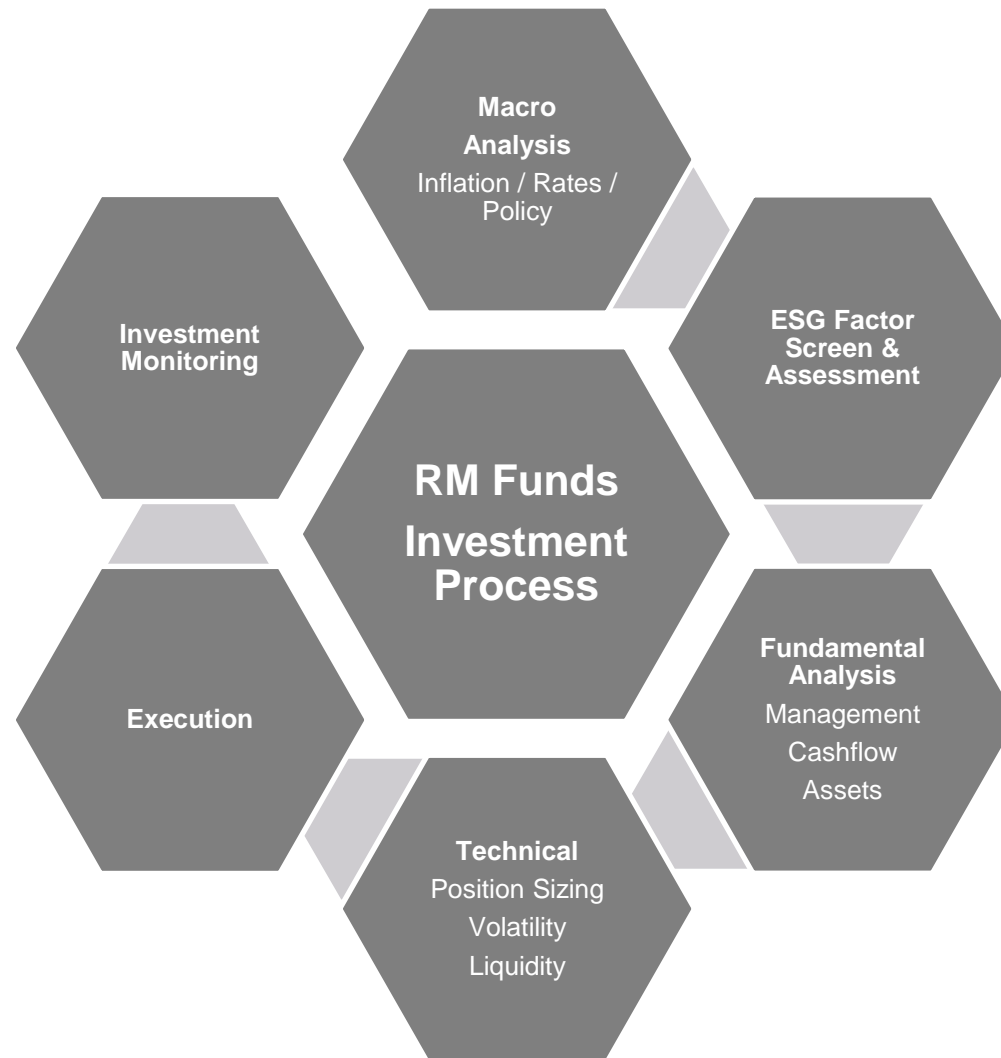 Macro
Analysis
Inflation / Rates /
Policy
ESG Factor
Screen &
Assessment
Fundamental
Analysis
Management
Cashflow
Assets
Technical
Position Sizing
Volatility
Liquidity
Execution
Investment
Monitoring
RM Funds
Investment
Process